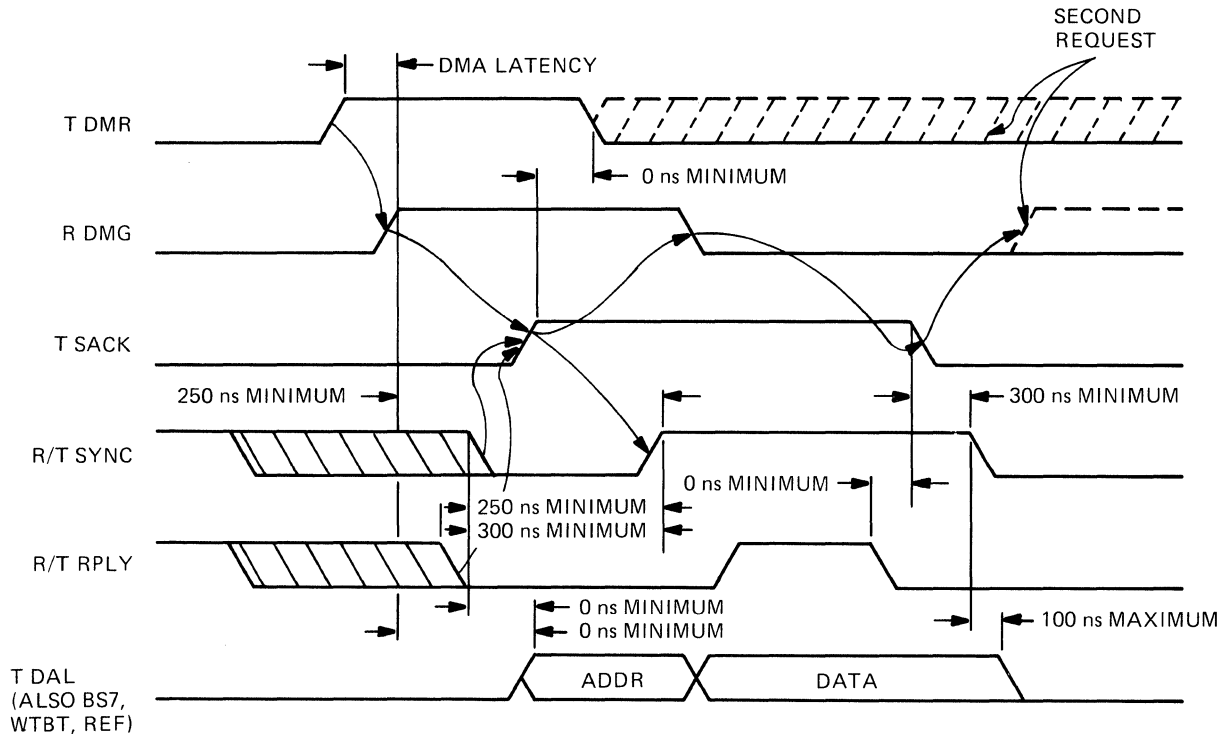 SECOND
REQUEST
DMA LATENCY
T DMR
0 ns MINIMUM
R DMG
T SACK
250 ns MINIMUM
300 ns MINIMUM
R/T SYNC
0 ns MINIMUM
250 ns MINIMUM
300 ns MINIMUM
R/T RPLY
0 ns MINIMUM
0 ns MINIMUM
100 ns MAXIMUM
T DAL
(ALSO BS7,
WTBT, REF)
ADDR
DATA